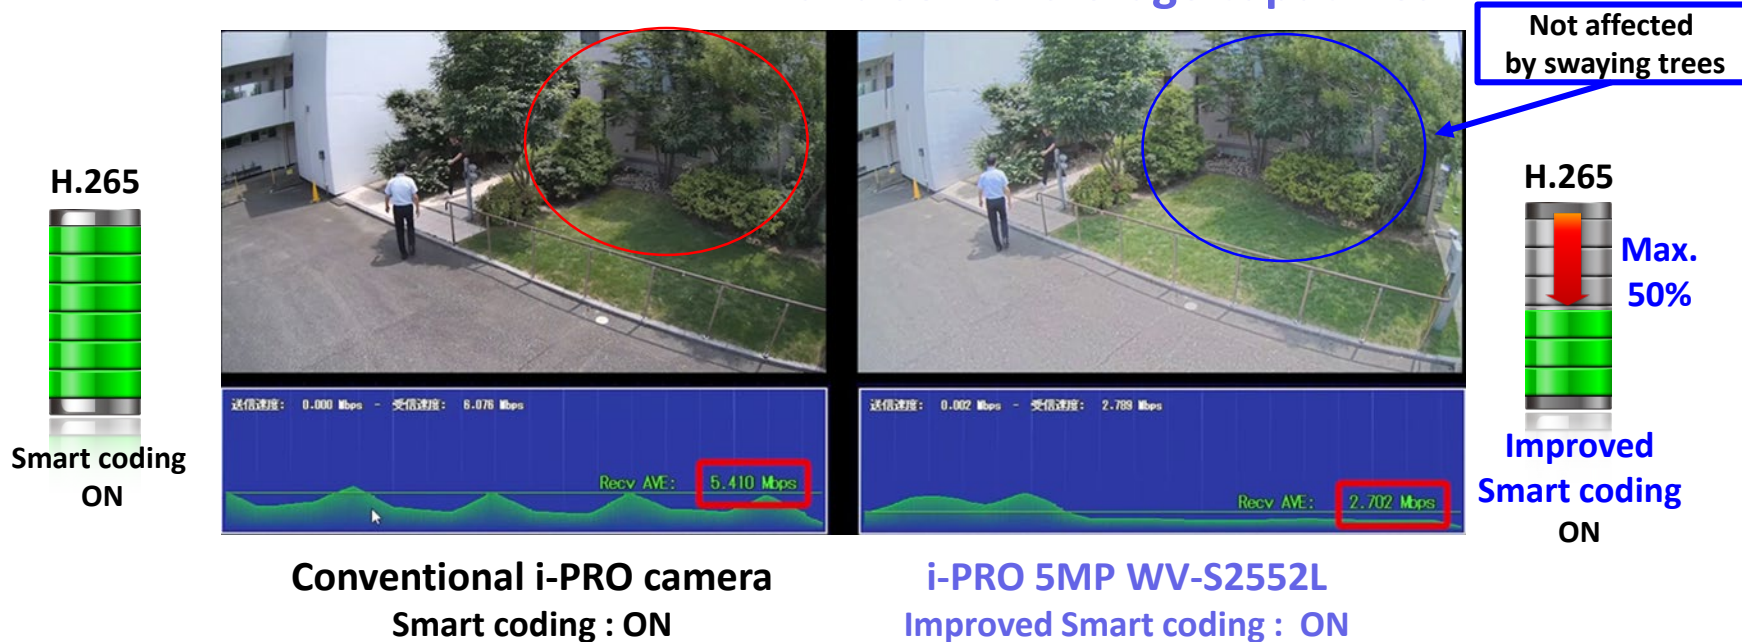 Not affected
by swaying trees
H.265
H.265
Max.
50%
送信速度: 0.000 Mbps - 受信速度: 6.076 Mbps
Recv AVE: 5.410 Mbps
送信速度: 0.002 Mbps - 受信速度: 2.789 Mbps
Recv AVE: 2.702 Mbps
Smart coding
ON
Improved
Smart coding
ON
Conventional i-PRO camera
Smart coding : ON
i-PRO 5MP WV-S2552L
Improved Smart coding : ON